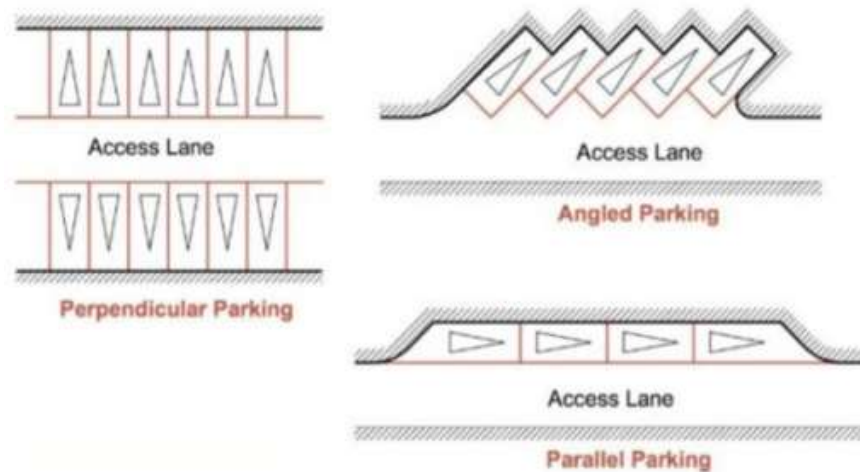 Access Lane
Perpendicular Parking
Access Lane
Angled Parking
Access Lane
Parallel Parking